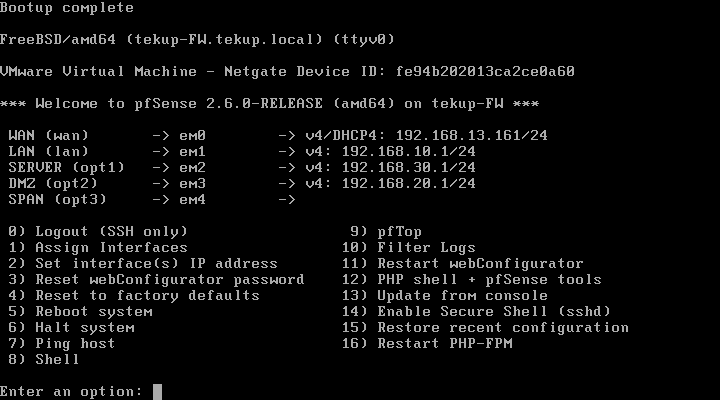 Bootup complete
FreeBSD/amd64 (tekup-FW.tekup.local) (ttyv0)
VMware Virtual Machine - Netgate Device ID: fe94b202013ca2ce0a60
*** Welcome to pfSense 2.6.0-RELEASE (amd64) on tekup-FW ***
WAN (wan) -> em0 -> v4/DHCP4: 192.168.13.161/24
LAN (lan) -> em1 -> v4: 192.168.10.1/24
SERVER (opt1) -> em2 -> v4: 192.168.30.1/24
DMZ (opt2) -> em3 -> v4: 192.168.20.1/24
SPAN (opt3) -> em4 ->
0) Logout (SSH only) 9) pfTop
1) Assign Interfaces 10) Filter Logs
2) Set interface(s) IP address 11) Restart webConfigurator
3) Reset webConfigurator password 12) PHP shell + pfSense tools
4) Reset to factory defaults 13) Update from console
5) Reboot system 14) Enable Secure Shell (sshd)
6) Halt system 15) Restore recent configuration
7) Ping host 16) Restart PHP-FPM
8) Shell
Enter an option: